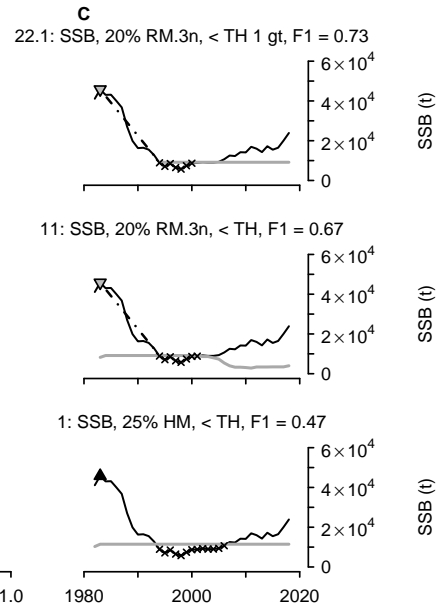 C
22.1: SSB, 20% RM.3n, < TH 1 gt, F1 = 0.73
6×10⁴
4×10⁴
2×10⁴
0
SSB (t)
11: SSB, 20% RM.3n, < TH, F1 = 0.67
6×10⁴
4×10⁴
2×10⁴
0
SSB (t)
1: SSB, 25% HM, < TH, F1 = 0.47
6×10⁴
4×10⁴
2×10⁴
0
SSB (t)
1.0 1980 2000 2020